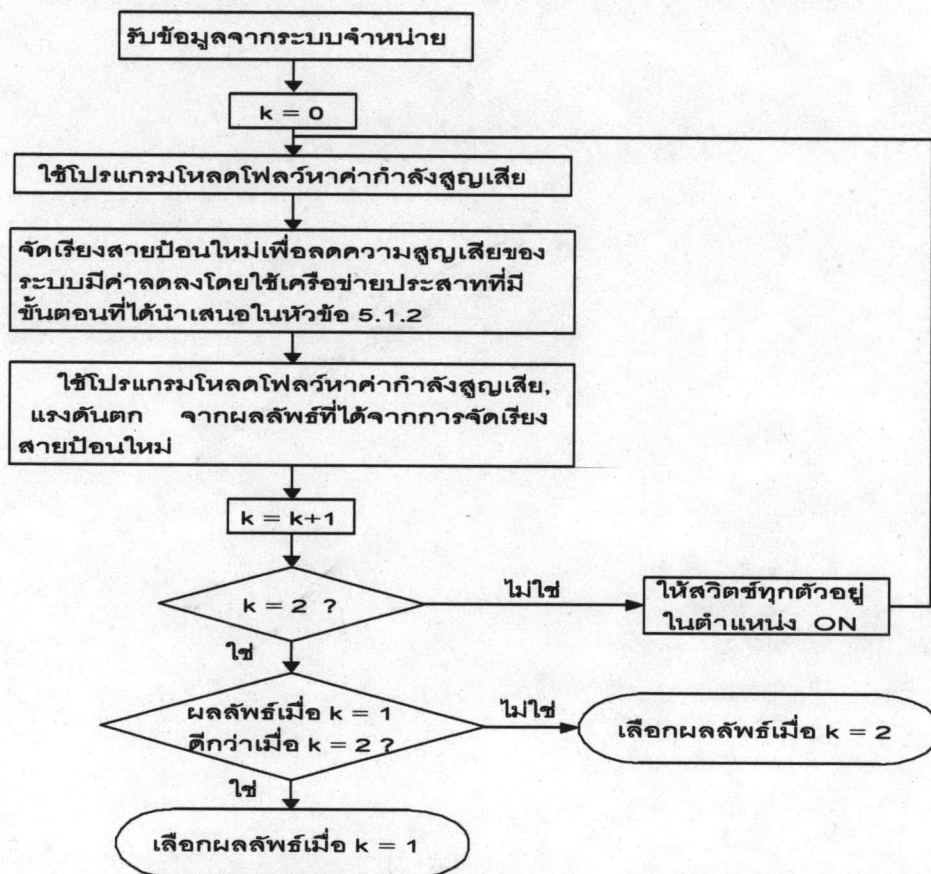 รับข้อมูลจากระบบจำหน่าย
k = 0
ใช้โปรแกรมโหลดโฟลว์หาค่ากำลังสูญเสีย
จัดเรียงสายป้อนใหม่เพื่อลดความสูญเสียของ
ระบบมีค่าลดลงโดยใช้เครือข่ายประสาทที่มี
ขั้นตอนที่ได้นำเสนอในหัวข้อ 5.1.2
ใช้โปรแกรมโหลดโฟลว์หาค่ากำลังสูญเสีย,
แรงดันตก จากผลลัพธ์ที่ได้จากการจัดเรียง
สายป้อนใหม่
k = k+1
k = 2 ?
ไม่ใช่
ให้สวิตซ์ทุกตัวอยู่
ในตำแหน่ง ON
ใช่
ผลลัพธ์เมื่อ k = 1
ดีกว่าเมื่อ k = 2 ?
ไม่ใช่
เลือกผลลัพธ์เมื่อ k = 2
ใช่
เลือกผลลัพธ์เมื่อ k = 1